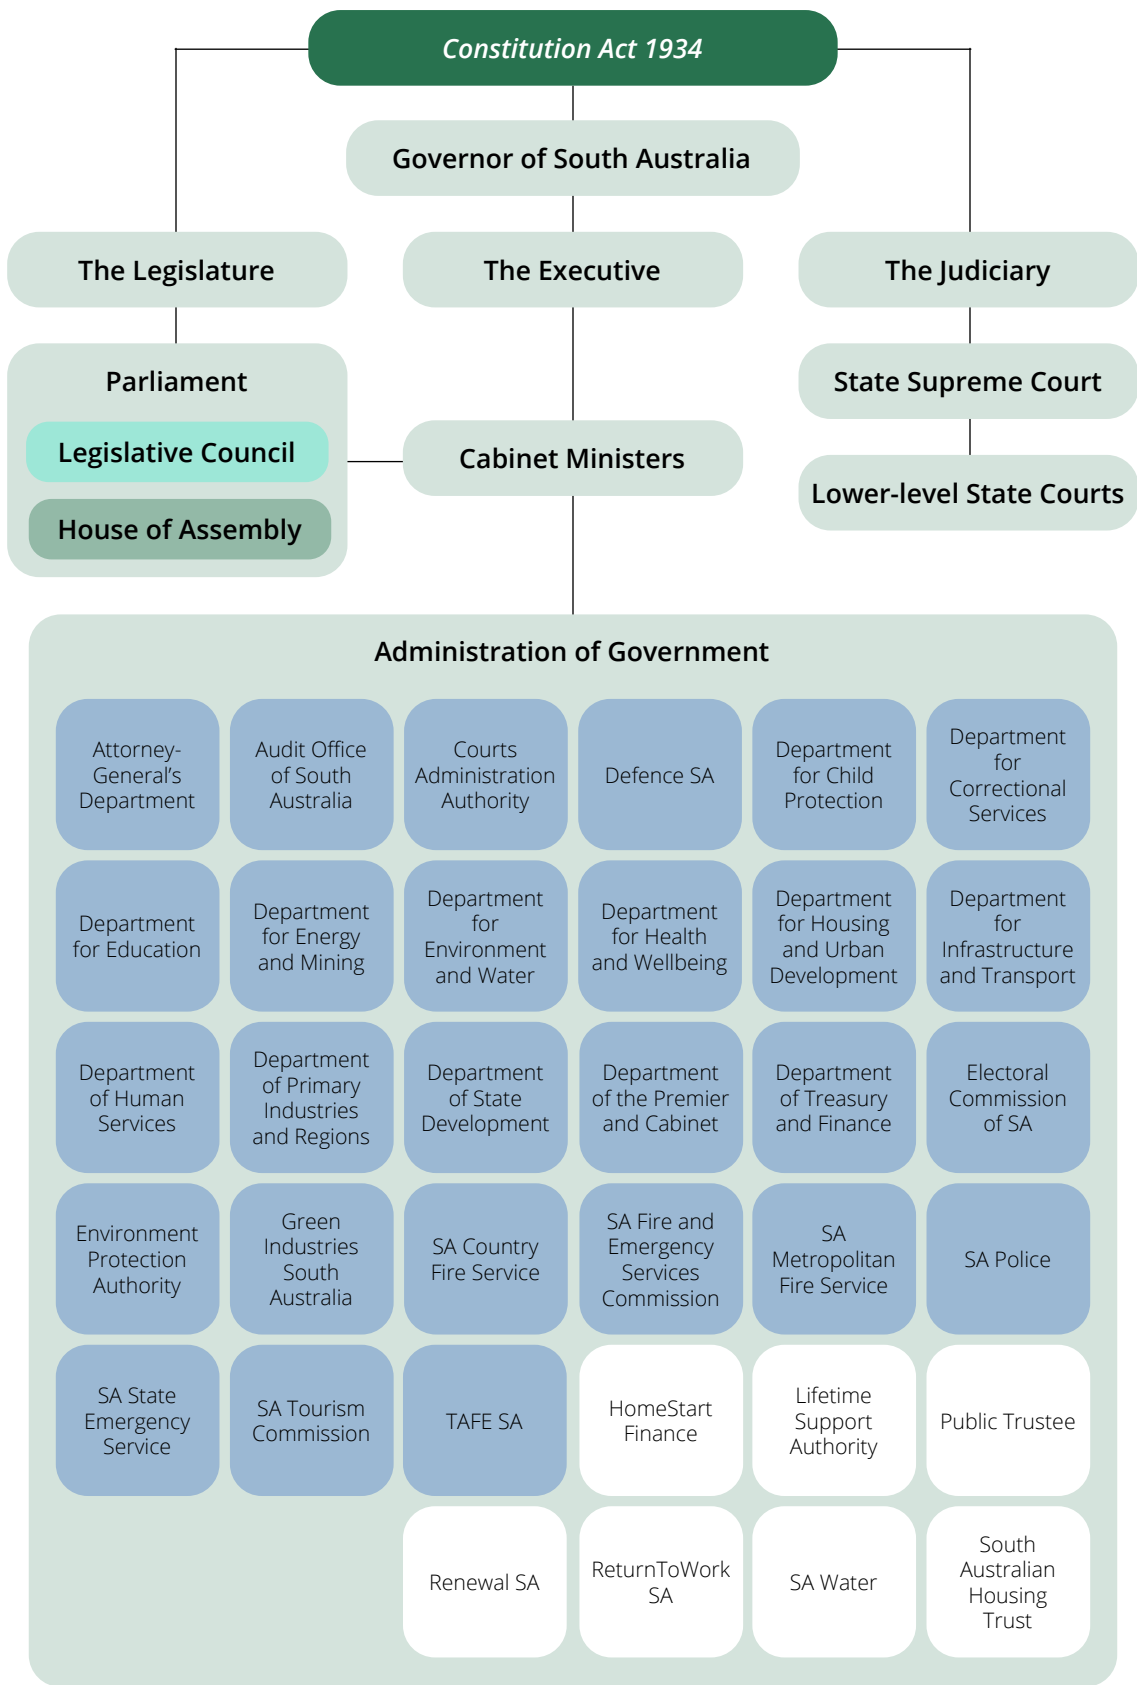 Constitution Act 1934
Governor of South Australia
The Legislature
The Executive
The Judiciary
Parliament
Legislative Council
House of Assembly
Cabinet Ministers
State Supreme Court
Lower-level State Courts
Administration of Government
Attorney-
General’s
Department
Audit Office
of South
Australia
Courts
Administration
Authority
Defence SA
Department
for Child
Protection
Department
for
Correctional
Services
Department
for Education
Department
for Energy
and Mining
Department
for
Environment
and Water
Department
for Health
and Wellbeing
Department
for Housing
and Urban
Development
Department
for
Infrastructure
and Transport
Department
of Human
Services
Department
of Primary
Industries
and Regions
Department
of State
Development
Department
of the Premier
and Cabinet
Department
of Treasury
and Finance
Electoral
Commission
of SA
Environment
Protection
Authority
Green
Industries
South
Australia
SA Country
Fire Service
SA Fire and
Emergency
Services
Commission
SA
Metropolitan
Fire Service
SA Police
SA State
Emergency
Service
SA Tourism
Commission
TAFE SA
HomeStart
Finance
Lifetime
Support
Authority
Public Trustee
Renewal SA
ReturnToWork
SA
SA Water
South
Australian
Housing
Trust